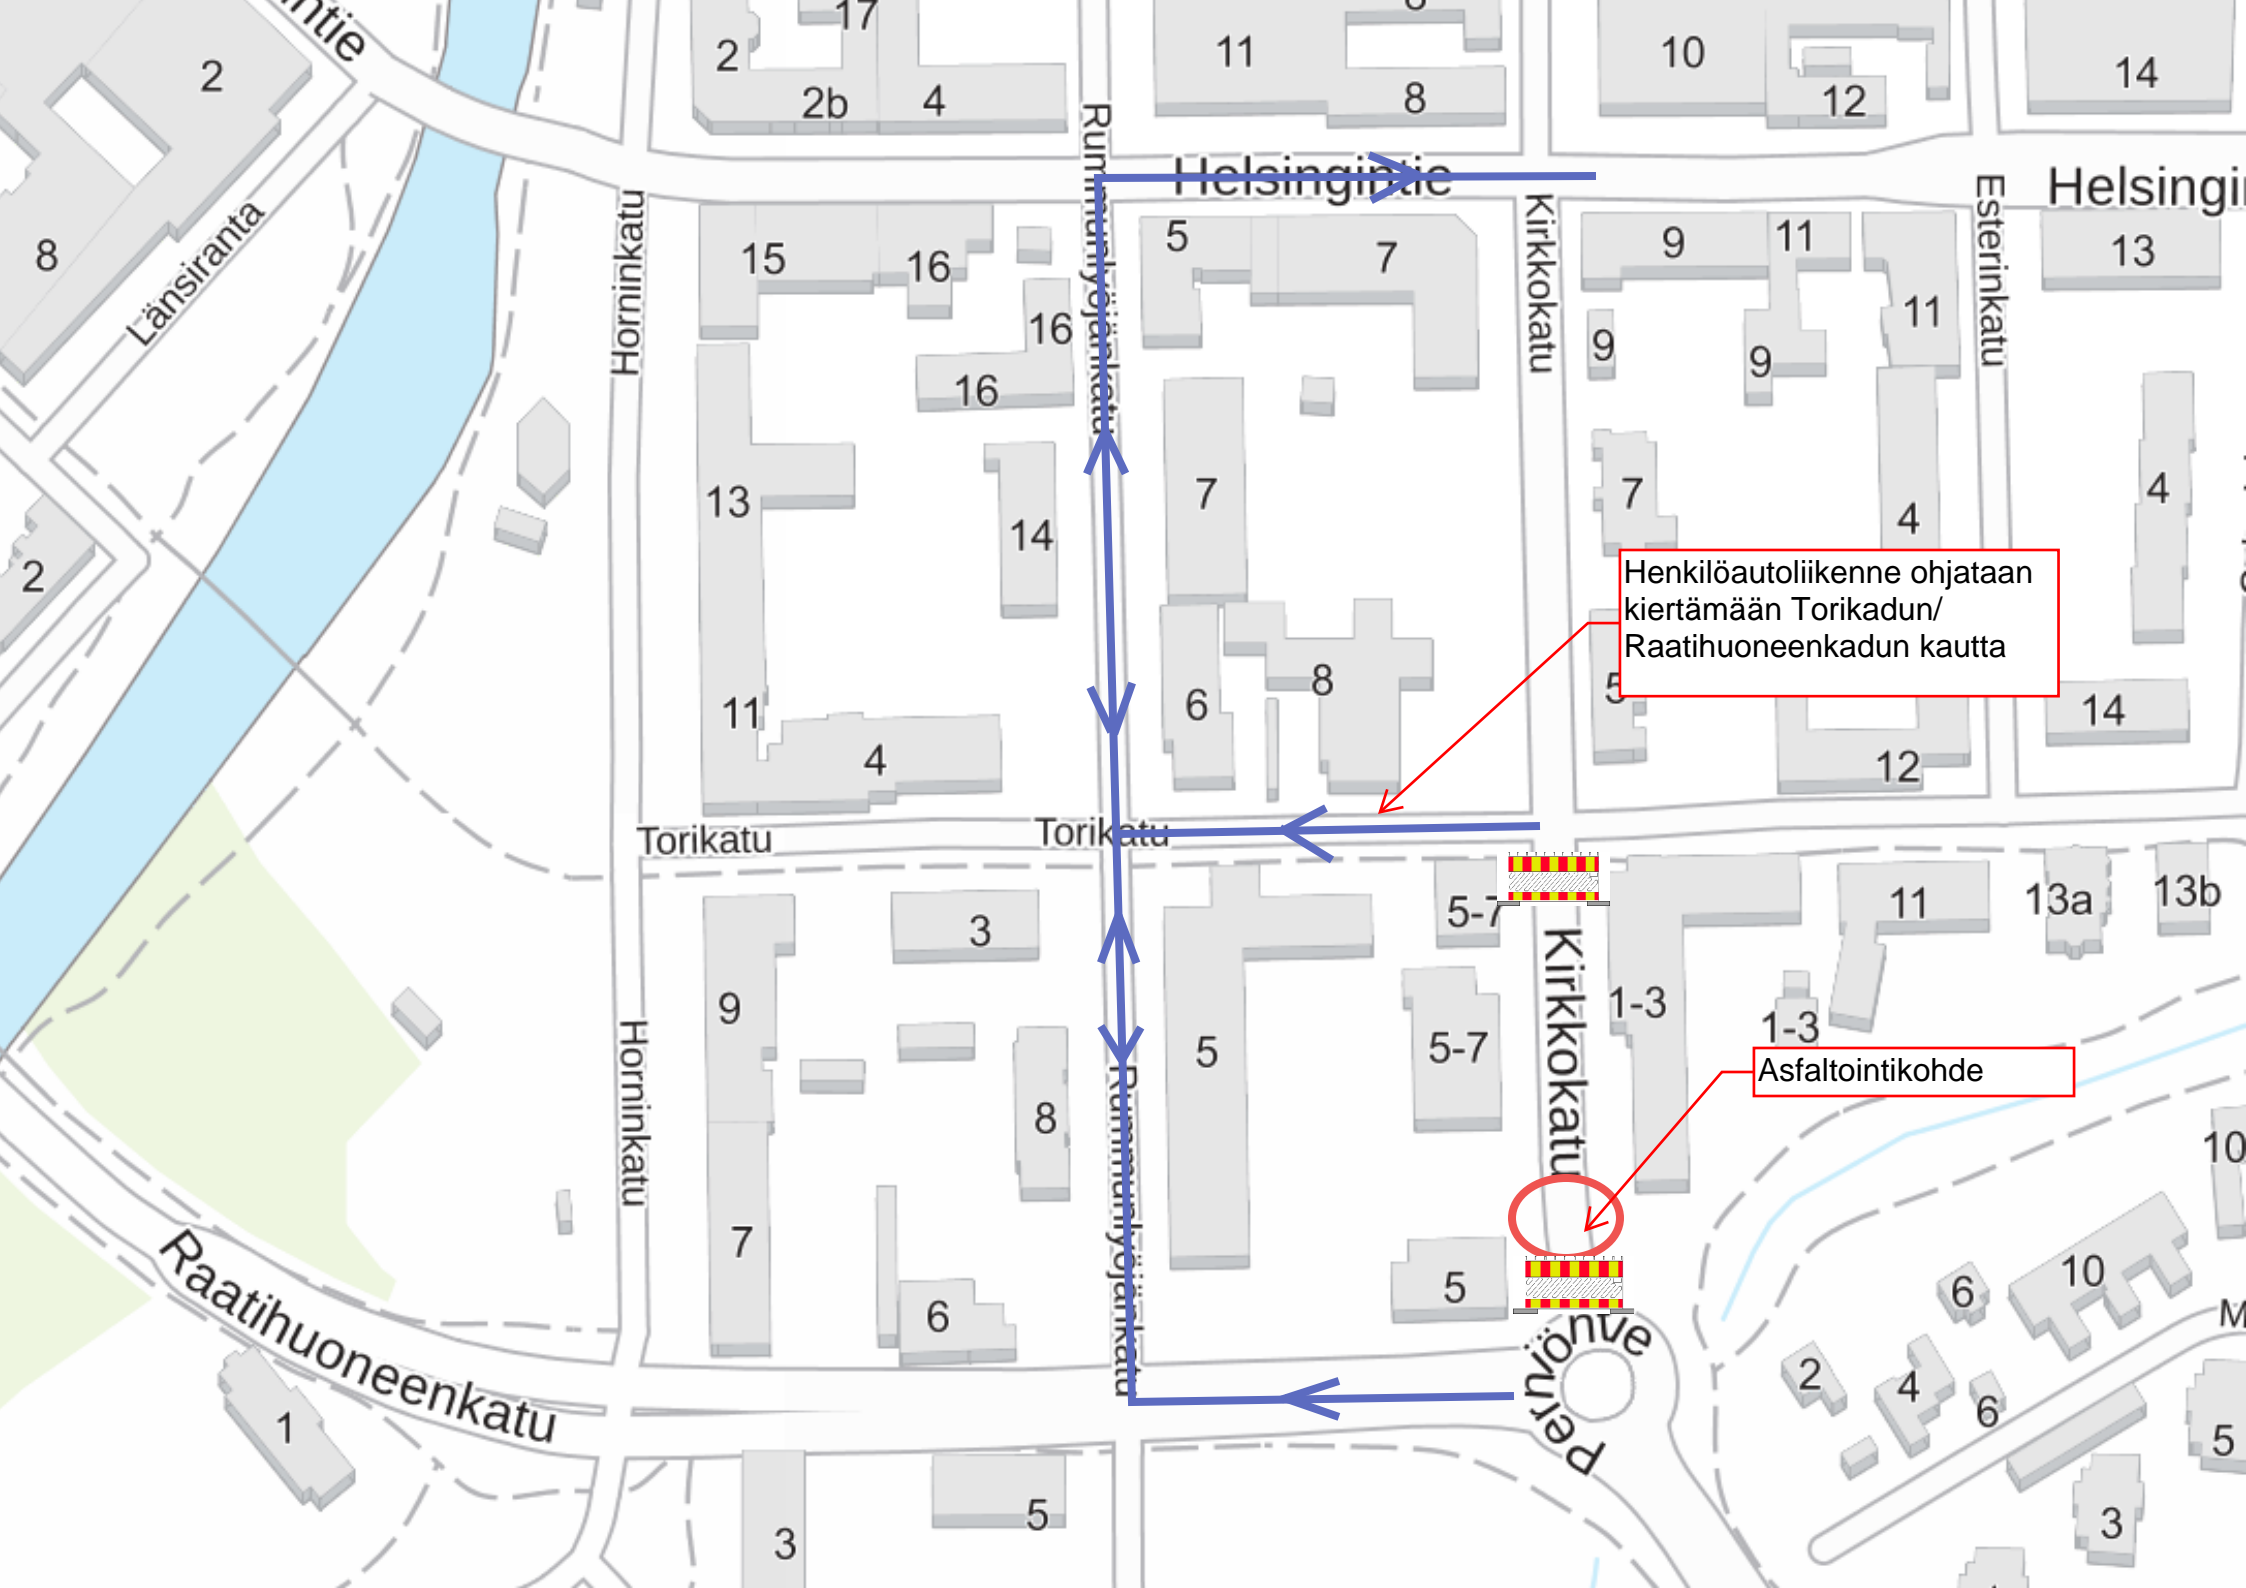 intie
2
17
2
2b
4
11
8
8
10
12
14
Helsingintie
Helsingi
8
Länsiranta
Horninkatu
Rummunlyöjänkatu
Kirkkokatu
Esterinkatu
15
16
16
16
5
7
9
11
11
13
9
9
13
14
7
7
4
4
2
Henkilöautoliikenne ohjataan
kiertämään Torikadun/
Raatihuoneenkadun kautta
11
4
6
8
5
12
14
Torikatu
Torikatu
9
3
5-7
11
13a
13b
Kirkkokatu
1-3
1-3
5
5-7
Horninkatu
8
Rummunlyöjänkatu
Asfaltointikohde
10
7
6
5
6
10
Raatihuoneenkatu
Pervönve
2
4
6
M
1
5
3
5
3